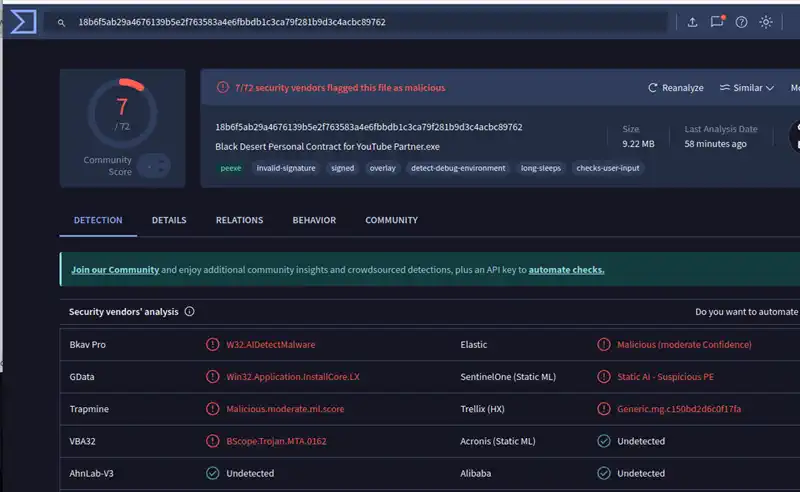 18b6f5ab29a4676139b5e2f763583a4e6fbbdb1c3ca79f281b9d3c4acbc89762
7
/ 72
Community
Score
7/72 security vendors flagged this file as malicious
Reanalyze
Similar
Mo
18b6f5ab29a4676139b5e2f763583a4e6fbbdb1c3ca79f281b9d3c4acbc89762
Black Desert Personal Contract for YouTube Partner.exe
Size
9.22 MB
Last Analysis Date
58 minutes ago
peexe invalid-signature signed overlay detect-debug-environment long-sleeps checks-user-input
DETECTION DETAILS RELATIONS BEHAVIOR COMMUNITY
Join our Community and enjoy additional community insights and crowdsourced detections, plus an API key to automate checks.
Security vendors' analysis Do you want to automate
Bkav Pro W32.AIDetectMalware Elastic Malicious (moderate Confidence)
GData Win32.Application.InstallCore.LX SentinelOne (Static ML) Static AI - Suspicious PE
Trapmine Malicious.moderate.ml.score Trellix (HX) Generic.mg.c150bd2d6c0f17fa
VBA32 BScope.Trojan.MTA.0162 Acronis (Static ML) Undetected
AhnLab-V3 Undetected Alibaba Undetected